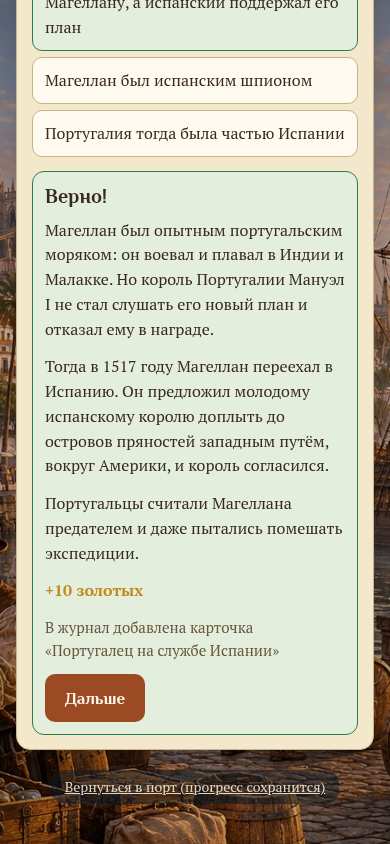 Магеллану, а испанский поддержал его
план
Магеллан был испанским шпионом
Португалия тогда была частью Испании
Верно!
Магеллан был опытным португальским
моряком: он воевал и плавал в Индии и
Малакке. Но король Португалии Мануэл
I не стал слушать его новый план и
отказал ему в награде.
Тогда в 1517 году Магеллан переехал в
Испанию. Он предложил молодому
испанскому королю доплыть до
островов пряностей западным путём,
вокруг Америки, и король согласился.
Португальцы считали Магеллана
предателем и даже пытались помешать
экспедиции.
+10 золотых
В журнал добавлена карточка
«Португалец на службе Испании»
Дальше
Вернуться в порт (прогресс сохранится)